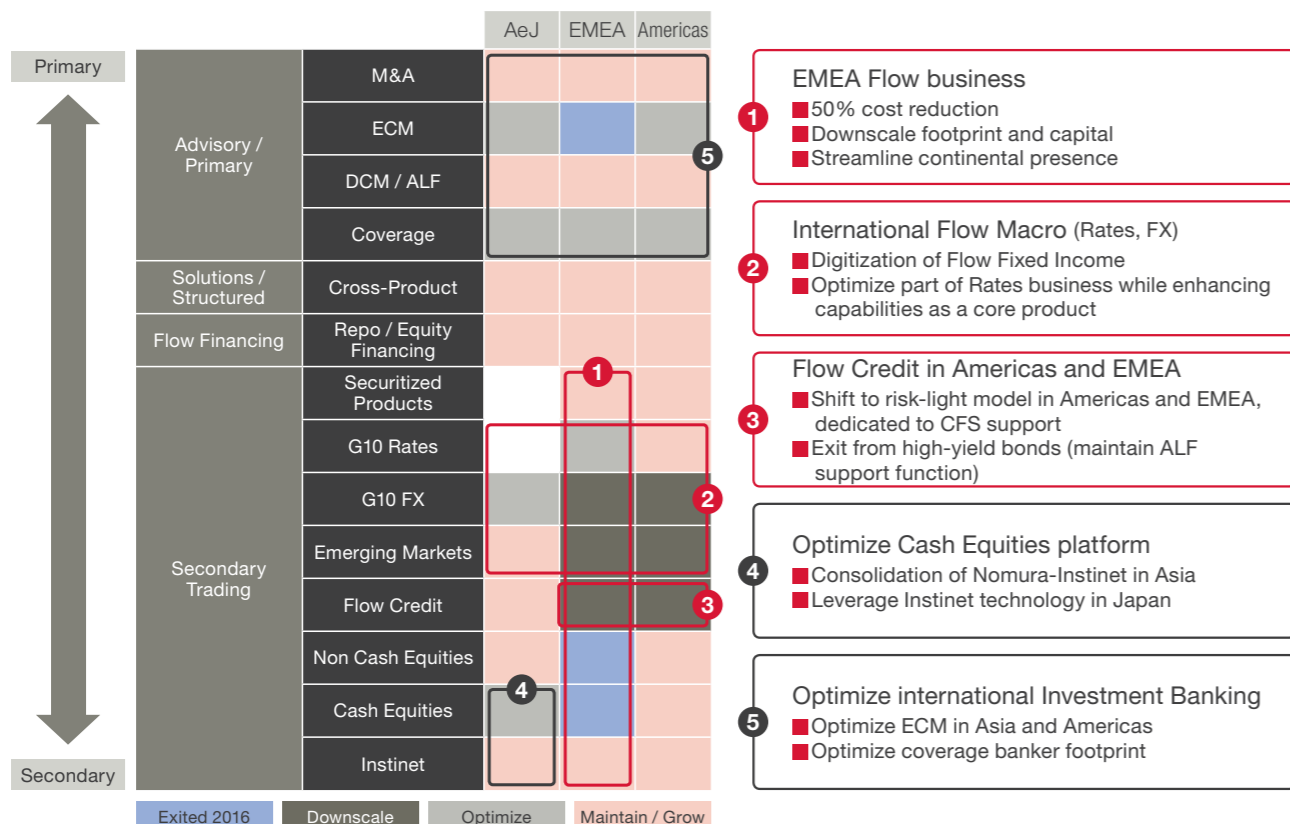 AeJ EMEA Americas
Primary
Secondary
Advisory /
Primary
M&A
ECM
DCM / ALF
Coverage
5
Solutions /
Structured
Cross-Product
Flow Financing
Repo / Equity
Financing
Secondary
Trading
1
Securitized
Products
G10 Rates
G10 FX
2
Emerging Markets
Flow Credit
3
Non Cash Equities
4
Cash Equities
Instinet
Exited 2016 Downscale Optimize Maintain / Grow
1
EMEA Flow business
50% cost reduction
Downscale footprint and capital
Streamline continental presence
2
International Flow Macro (Rates, FX)
Digitization of Flow Fixed Income
Optimize part of Rates business while enhancing
capabilities as a core product
3
Flow Credit in Americas and EMEA
Shift to risk-light model in Americas and EMEA,
dedicated to CFS support
Exit from high-yield bonds (maintain ALF
support function)
4
Optimize Cash Equities platform
Consolidation of Nomura-Instinet in Asia
Leverage Instinet technology in Japan
5
Optimize international Investment Banking
Optimize ECM in Asia and Americas
Optimize coverage banker footprint